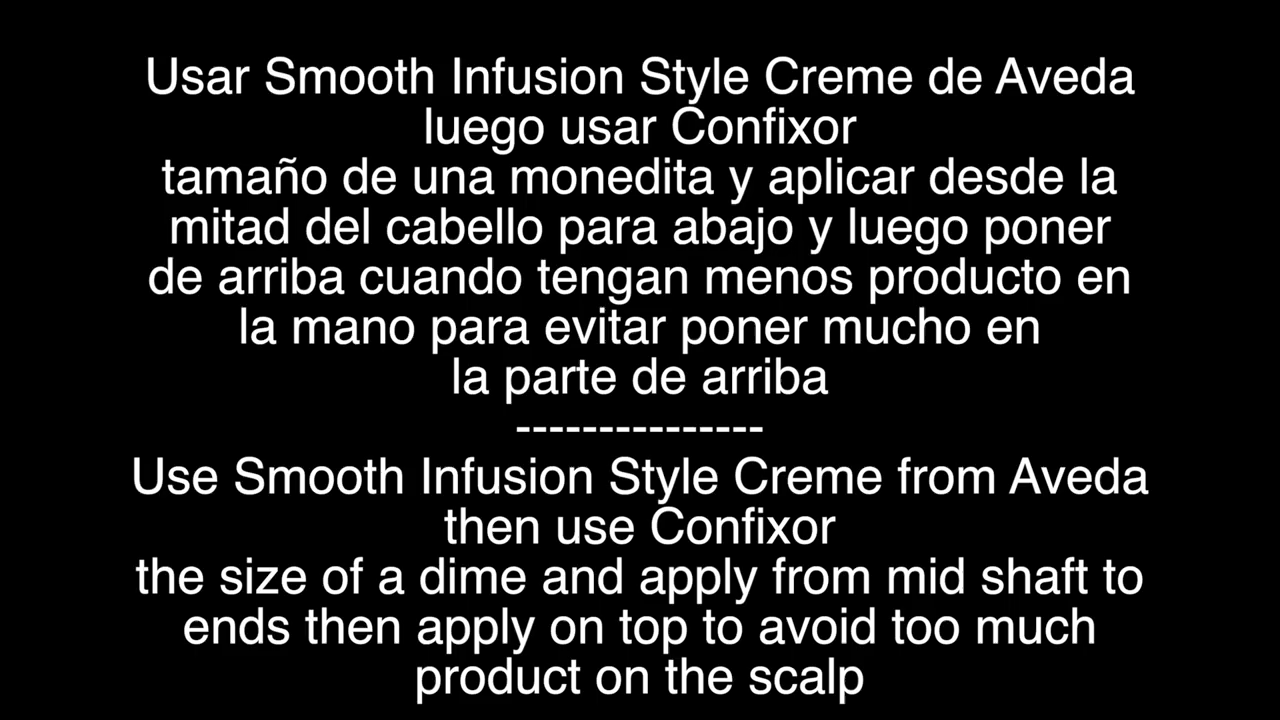 Usar Smooth Infusion Style Creme de Aveda
luego usar Confixor
tamaño de una monedita y aplicar desde la
mitad del cabello para abajo y luego poner
de arriba cuando tengan menos producto en
la mano para evitar poner mucho en
la parte de arriba
---------------
Use Smooth Infusion Style Creme from Aveda
then use Confixor
the size of a dime and apply from mid shaft to
ends then apply on top to avoid too much
product on the scalp